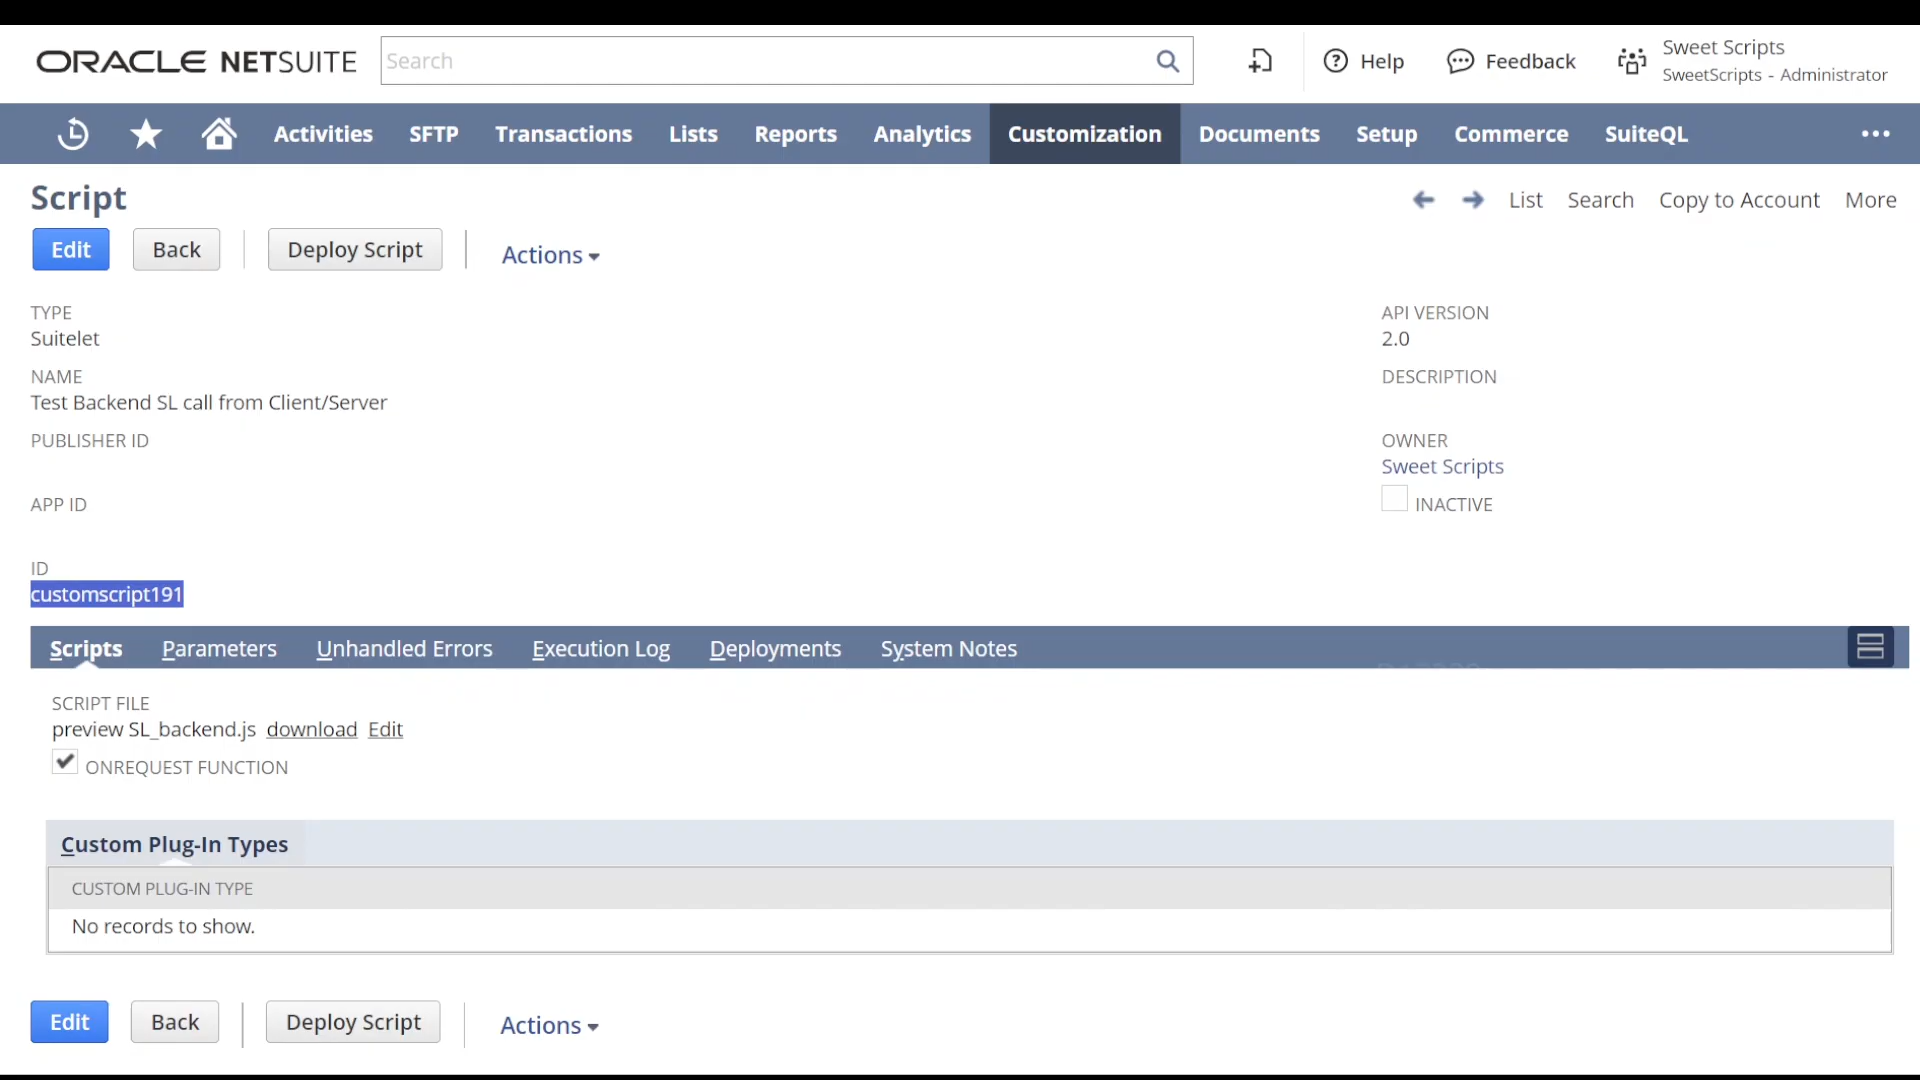 ORACLE NETSUITE
Search
Help
Feedback
Sweet Scripts
SweetScripts - Administrator
Activities
SFTP
Transactions
Lists
Reports
Analytics
Customization
Documents
Setup
Commerce
SuiteQL
Script
List
Search
Copy to Account
More
Edit
Back
Deploy Script
Actions
TYPE
Suitelet
NAME
Test Backend SL call from Client/Server
PUBLISHER ID
APP ID
ID
customscript191
API VERSION
2.0
DESCRIPTION
OWNER
Sweet Scripts
INACTIVE
Scripts
Parameters
Unhandled Errors
Execution Log
Deployments
System Notes
SCRIPT FILE
preview SL_backend.js download Edit
ONREQUEST FUNCTION
Custom Plug-In Types
CUSTOM PLUG-IN TYPE
No records to show.
Edit
Back
Deploy Script
Actions